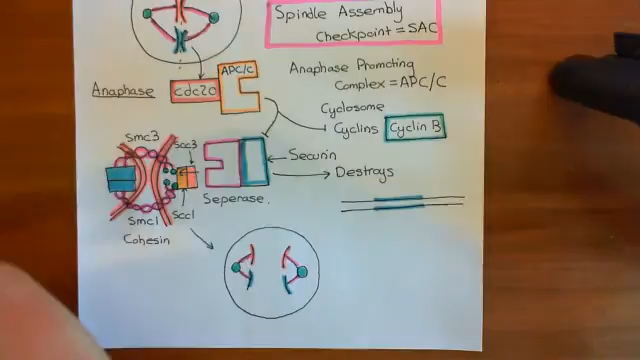 Spindle Assembly
Checkpoint = SAC
Anaphase
cdc20
APC/C
Anaphase Promoting
Complex = APC/C
Cyclosome
Cyclins
Cyclin B
Smc3
Scc3
Securin
Destroys
Seperase.
Smc1
Scc1
Cohesin